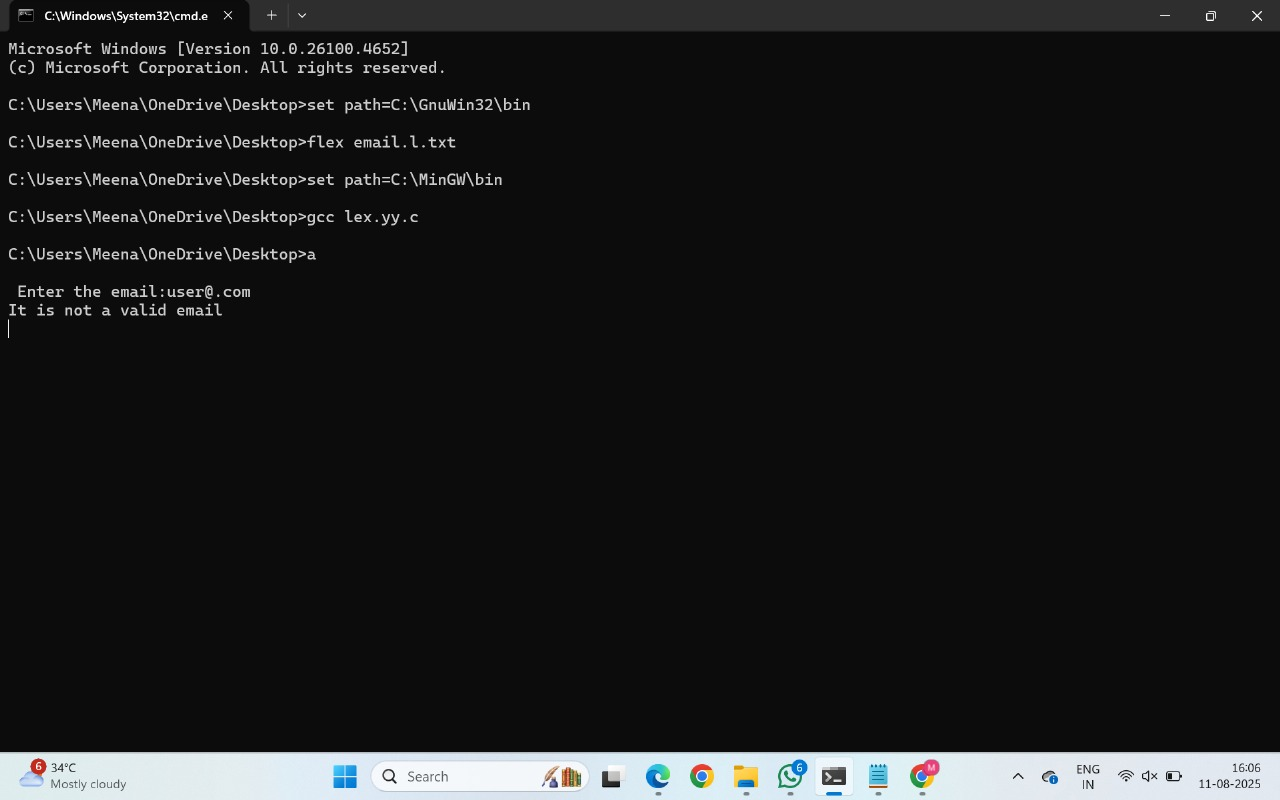 C:\Windows\System32\cmd.e
Microsoft Windows [Version 10.0.26100.4652]
(c) Microsoft Corporation. All rights reserved.
C:\Users\Meena\OneDrive\Desktop>set path=C:\GnuWin32\bin
C:\Users\Meena\OneDrive\Desktop>flex email.l.txt
C:\Users\Meena\OneDrive\Desktop>set path=C:\MinGW\bin
C:\Users\Meena\OneDrive\Desktop>gcc lex.yy.c
C:\Users\Meena\OneDrive\Desktop>a
Enter the email:user@.com
It is not a valid email
6
34°C
Mostly cloudy
Search
6
M
ENG
IN
16:06
11-08-2025